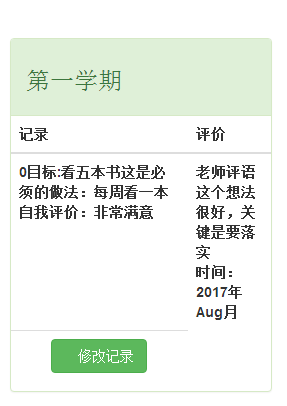 第一学期
记录
评价
0目标:看五本书这是必
须的做法：每周看一本
自我评价：非常满意
老师评语
这个想法
很好，关
键是要落
实
时间：
2017年
Aug月
修改记录